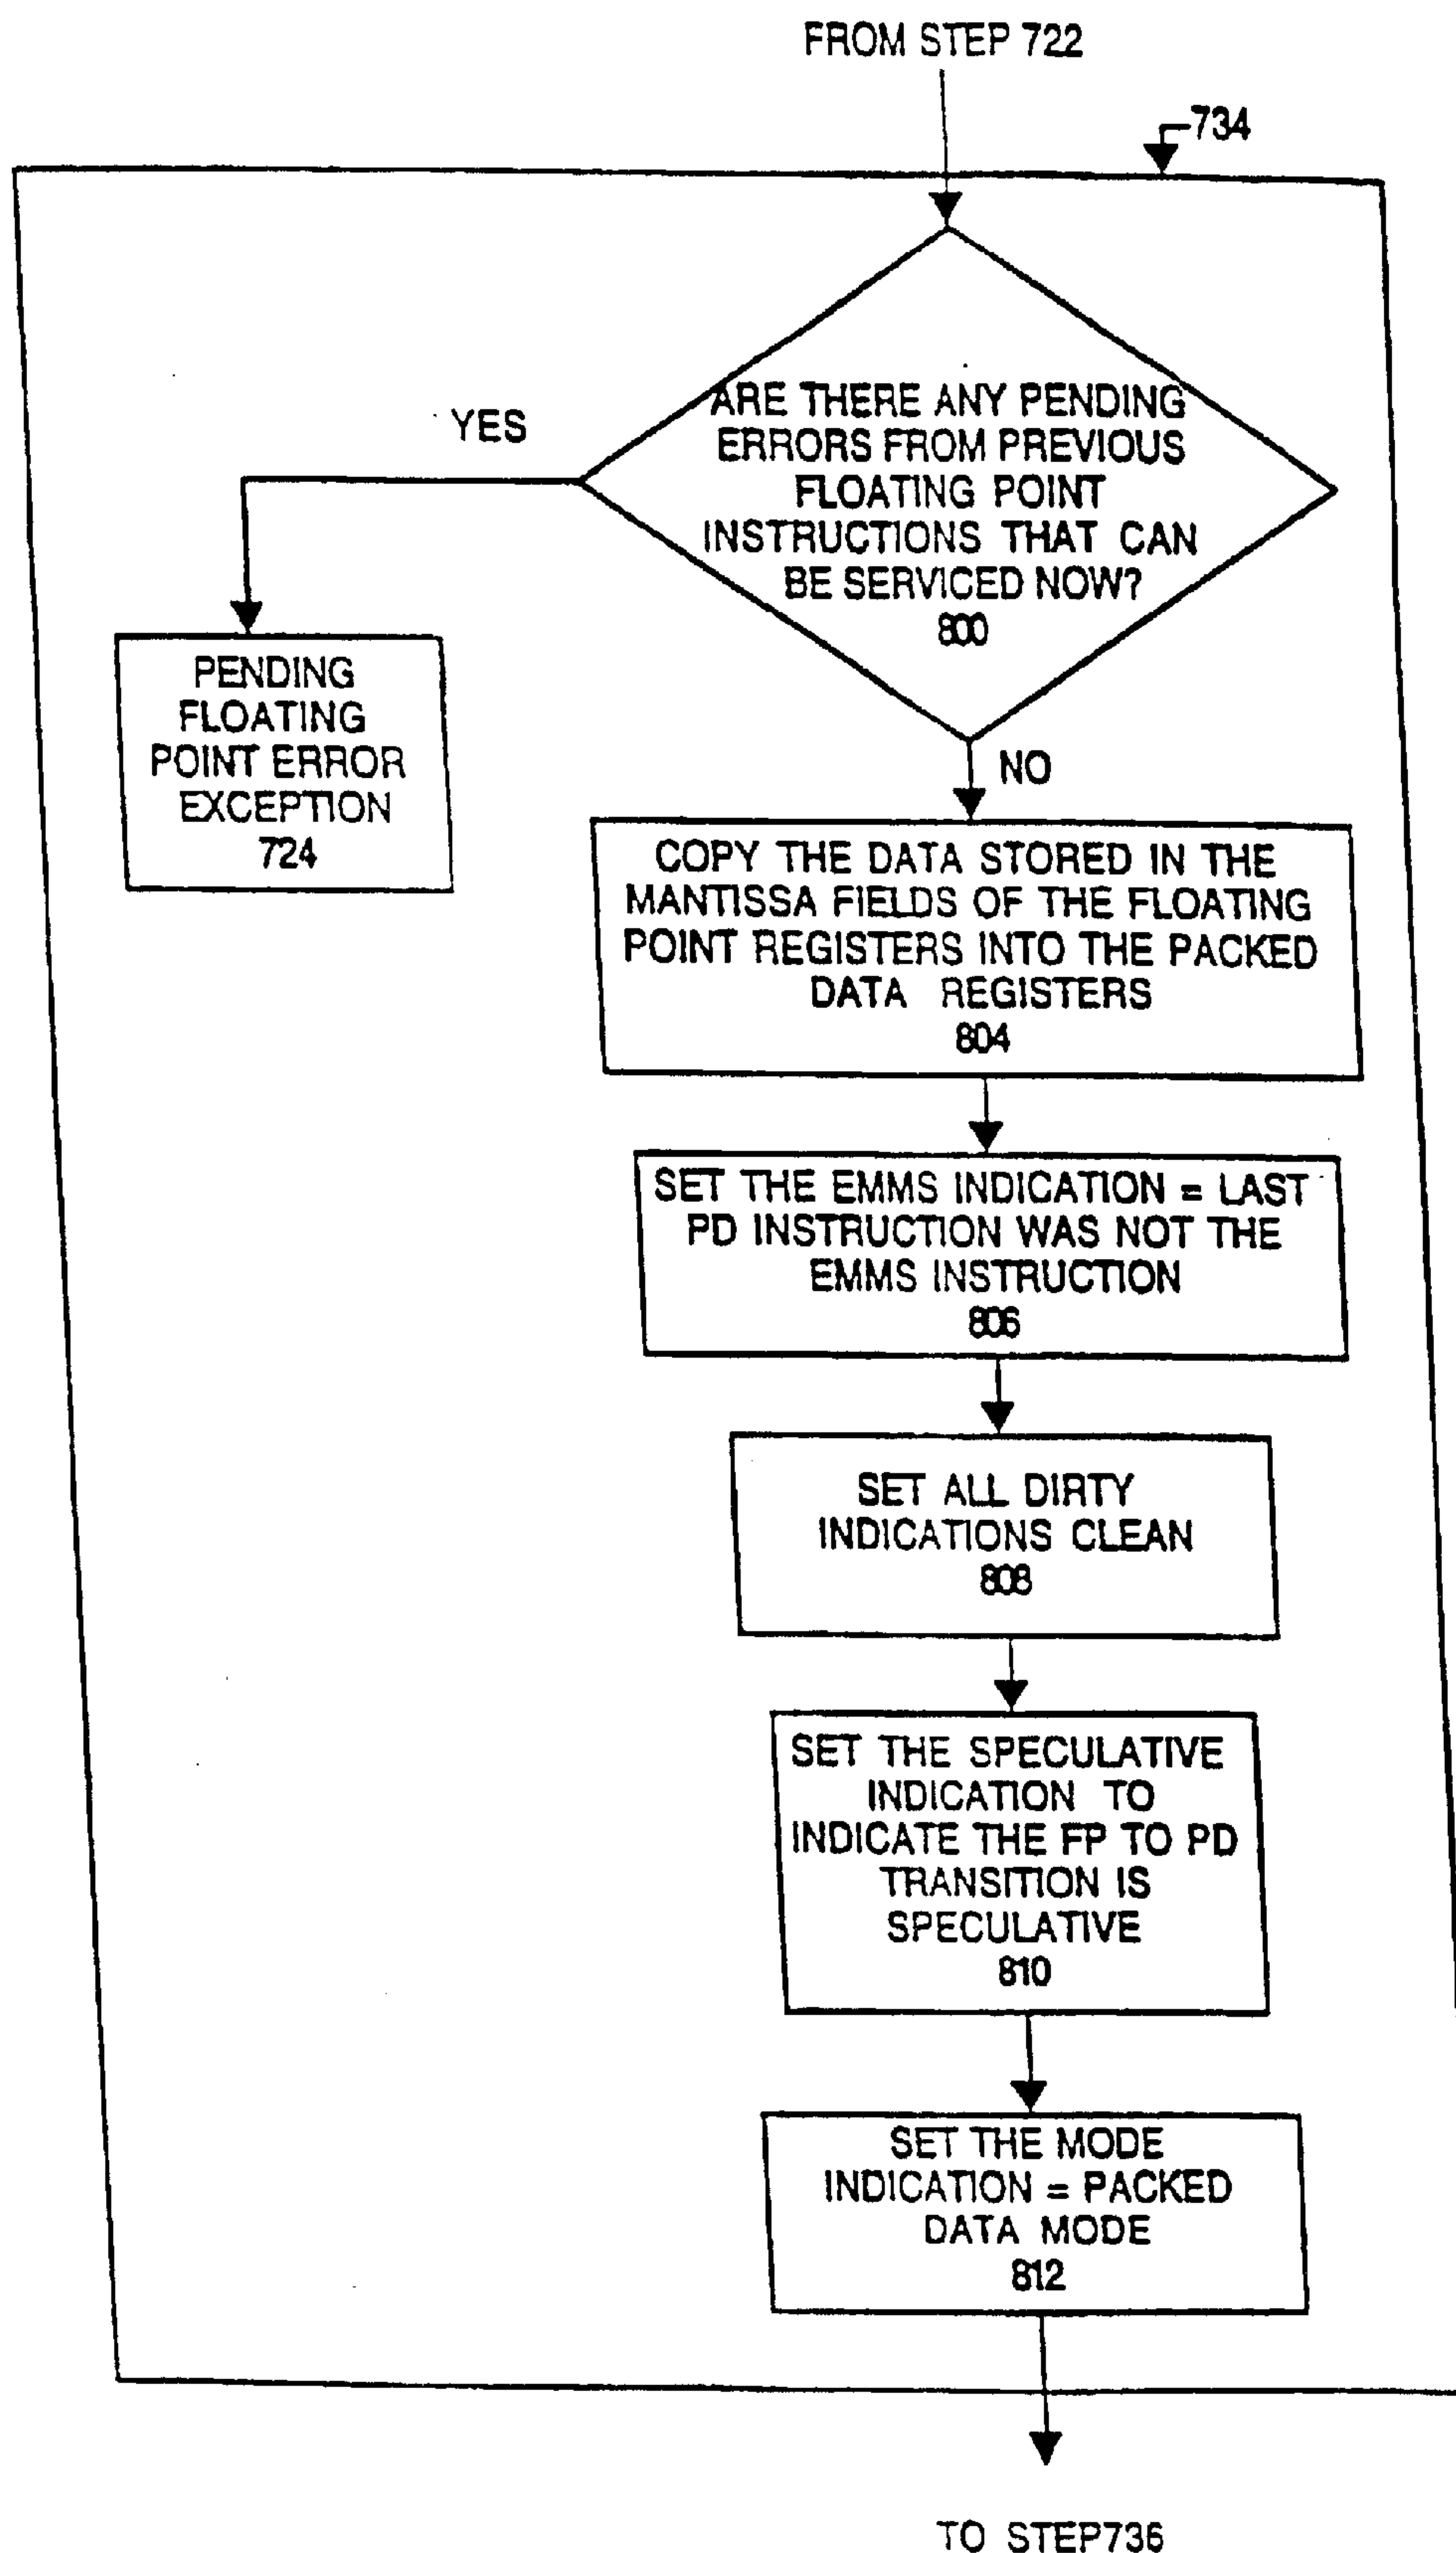 FROM STEP 722
734
ARE THERE ANY PENDING
ERRORS FROM PREVIOUS
FLOATING POINT
INSTRUCTIONS THAT CAN
BE SERVICED NOW?
800
YES
PENDING
FLOATING
POINT ERROR
EXCEPTION
724
NO
COPY THE DATA STORED IN THE
MANTISSA FIELDS OF THE FLOATING
POINT REGISTERS INTO THE PACKED
DATA REGISTERS
804
SET THE EMMS INDICATION = LAST
PD INSTRUCTION WAS NOT THE
EMMS INSTRUCTION
806
SET ALL DIRTY
INDICATIONS CLEAN
808
SET THE SPECULATIVE
INDICATION TO
INDICATE THE FP TO PD
TRANSITION IS
SPECULATIVE
810
SET THE MODE
INDICATION = PACKED
DATA MODE
812
TO STEP736